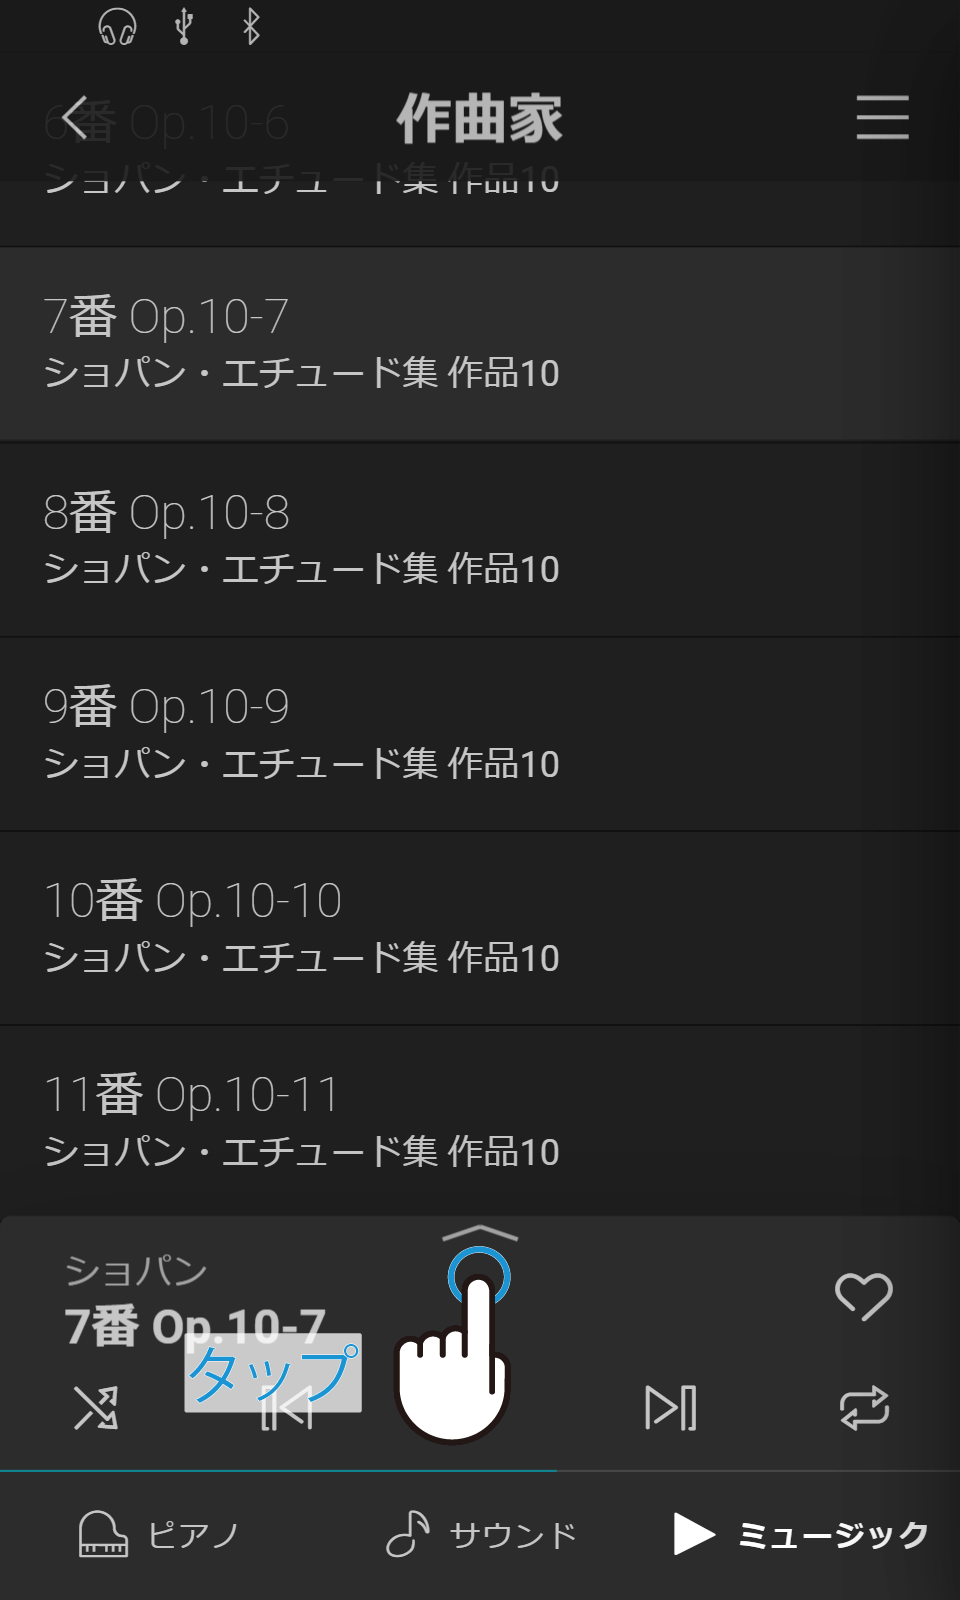 作曲家
6番 Op.10-6
ショパン・エチュード集 作品10
7番 Op.10-7
ショパン・エチュード集 作品10
8番 Op.10-8
ショパン・エチュード集 作品10
9番 Op.10-9
ショパン・エチュード集 作品10
10番 Op.10-10
ショパン・エチュード集 作品10
11番 Op.10-11
ショパン・エチュード集 作品10
ショパン
7番 Op.10-7
タップ
ピアノ
サウンド
ミュージック